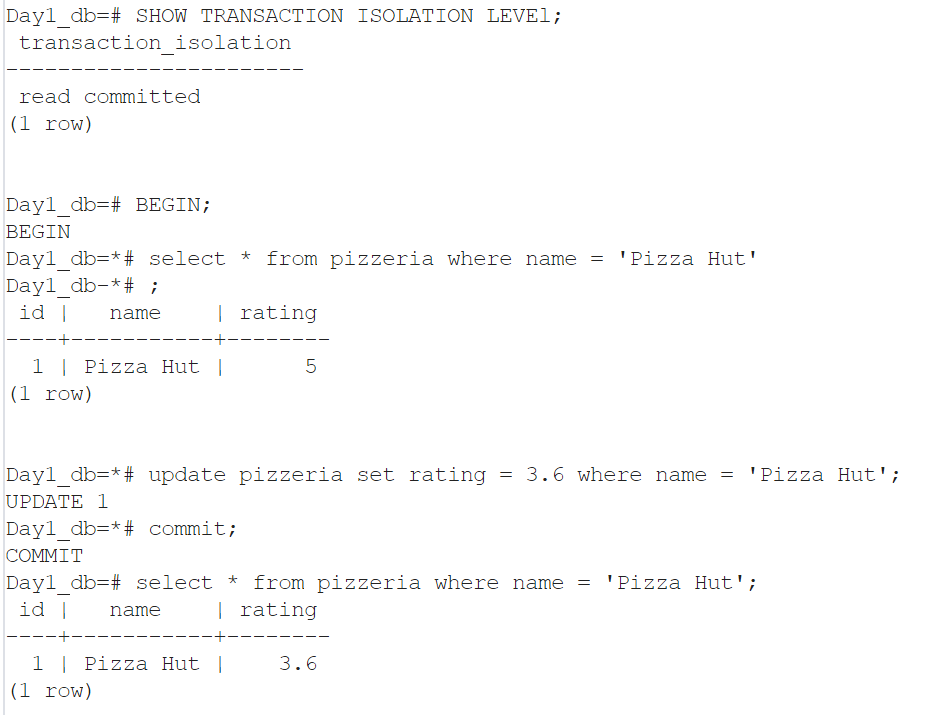 Day1_db=# SHOW TRANSACTION ISOLATION LEVEl;
 transaction_isolation
-----------------------
 read committed
(1 row)

Day1_db=# BEGIN;
BEGIN
Day1_db=*# select * from pizzeria where name = 'Pizza Hut'
Day1_db-*# ;
 id |   name    | rating
----+-----------+--------
  1 | Pizza Hut |      5
(1 row)

Day1_db=*# update pizzeria set rating = 3.6 where name = 'Pizza Hut';
UPDATE 1
Day1_db=*# commit;
COMMIT
Day1_db=# select * from pizzeria where name = 'Pizza Hut';
 id |   name    | rating
----+-----------+--------
  1 | Pizza Hut |    3.6
(1 row)